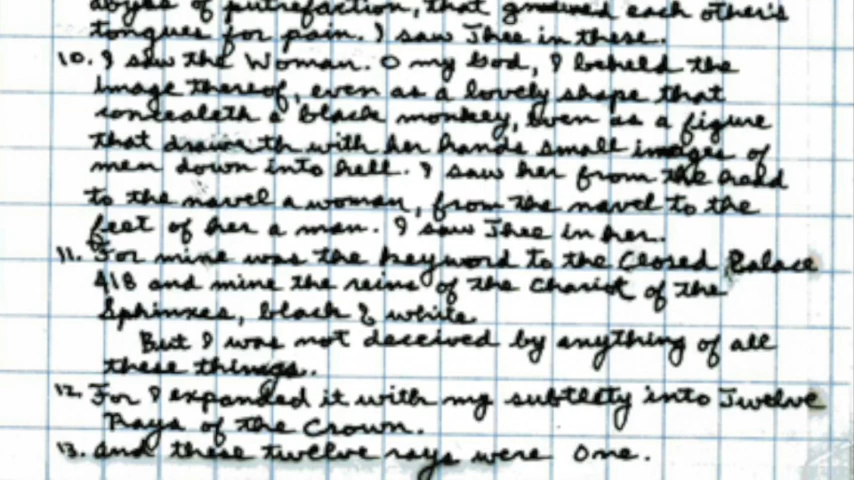 abyss of putrefaction, that gnawed each other's
tongues for pain. I saw Thee in these.
10. I saw the Woman. O my God, I beheld the
image thereof, even as a lovely shape that
concealeth a black monkey, even as a figure
that draweth with her hands small images of
men down into hell. I saw her from the head
to the navel a woman, from the navel to the
feet of her a man. I saw Thee in her.
11. For mine was the keyword to the Closed Palace
418 and mine the reins of the Chariot of the
Sphinxes, black & white.
But I was not deceived by anything of all
these things.
12. For I expanded it with my subtlety into Twelve
Rays of the Crown.
13. And these twelve rays were One.